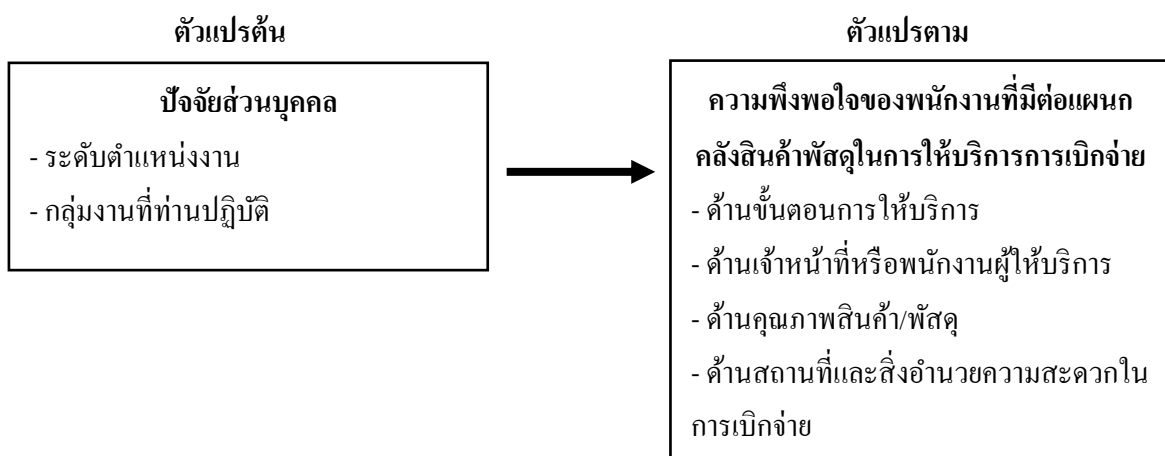 ตัวแปรต้น
ปัจจัยส่วนบุคคล
- ระดับตำแหน่งงาน
- กลุ่มงานที่ท่านปฏิบัติ
ตัวแปรตาม
ความพึงพอใจของพนักงานที่มีต่อแผนก
คลังสินค้าพัสดุในการให้บริการการเบิกจ่าย
- ด้านขั้นตอนการให้บริการ
- ด้านเจ้าหน้าที่หรือพนักงานผู้ให้บริการ
- ด้านคุณภาพสินค้า/พัสดุ
- ด้านสถานที่และสิ่งอำนวยความสะดวกใน
การเบิกจ่าย